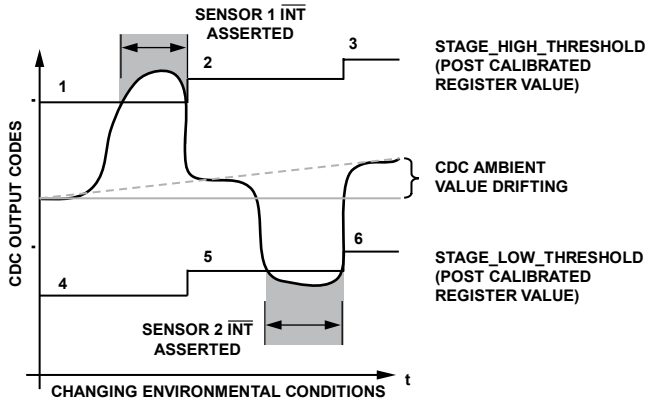 SENSOR 1 INT
ASSERTED
1
2
3
STAGE_HIGH_THRESHOLD
(POST CALIBRATED
REGISTER VALUE)
CDC OUTPUT CODES
CDC AMBIENT
VALUE DRIFTING
4
5
6
STAGE_LOW_THRESHOLD
(POST CALIBRATED
REGISTER VALUE)
SENSOR 2 INT
ASSERTED
t
CHANGING ENVIRONMENTAL CONDITIONS